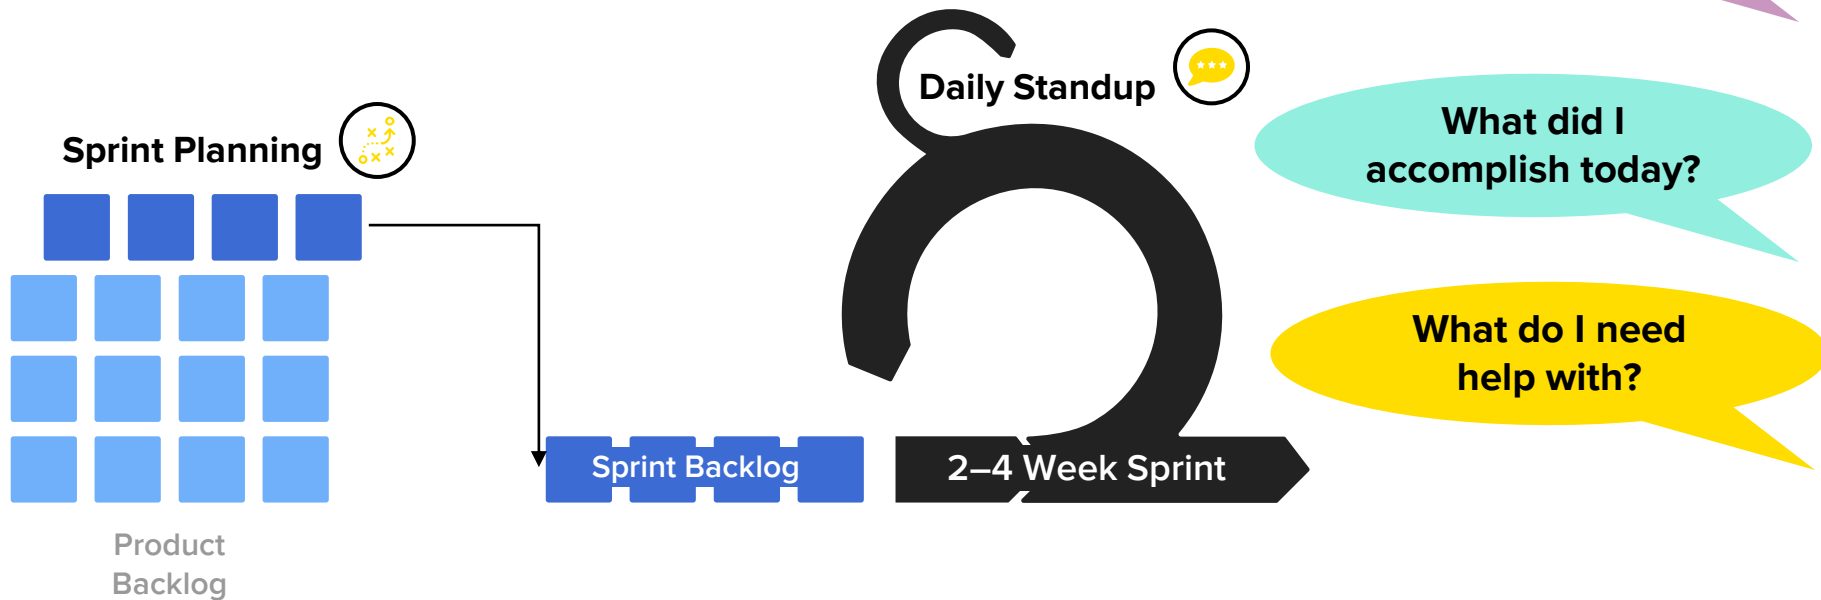 Sprint Planning
Product
Backlog
Sprint Backlog
Daily Standup
2–4 Week Sprint
What did I
accomplish today?
What do I need
help with?